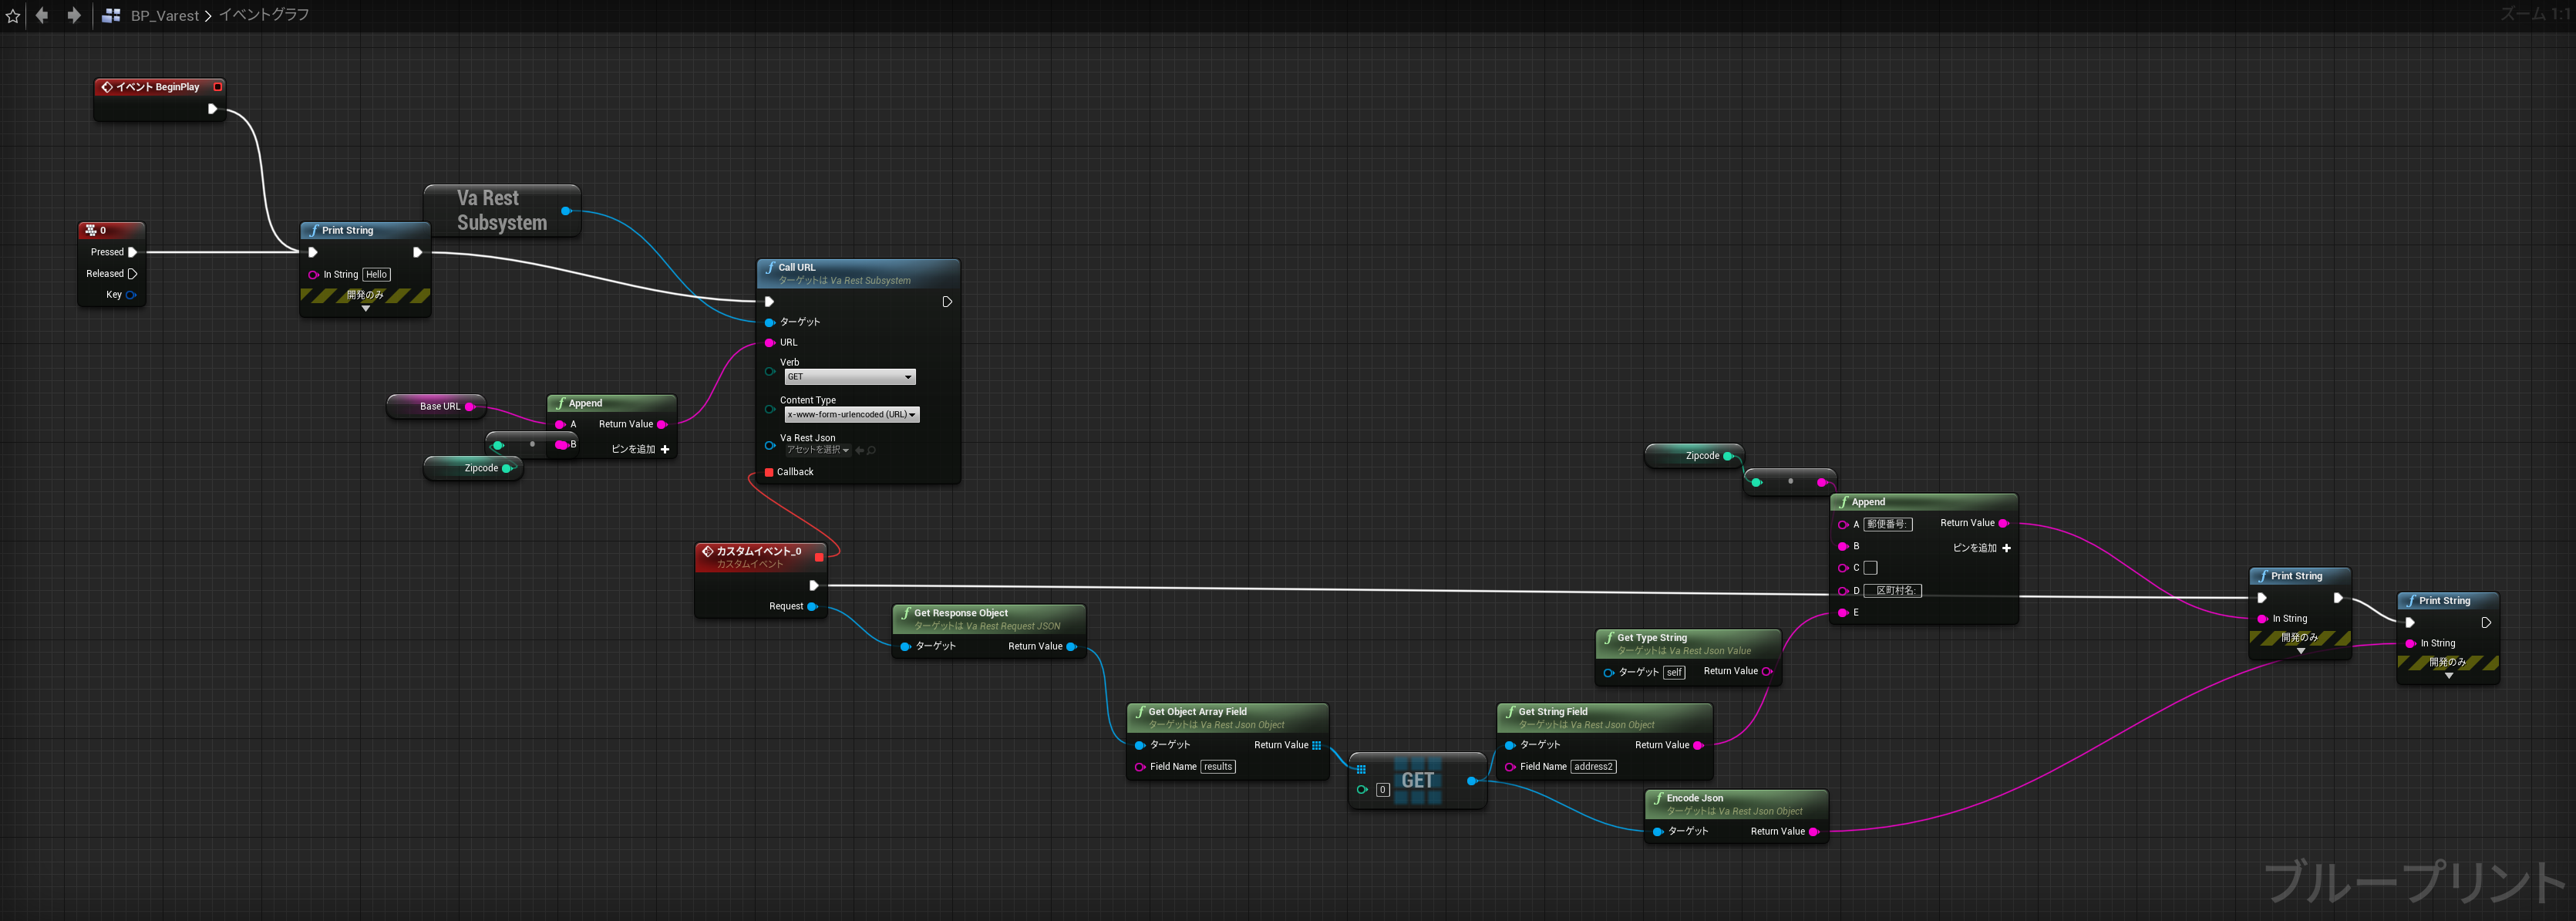 BP_Varest > イベントグラフ
ズーム 1:1
イベント BeginPlay
Va Rest
Subsystem
0
Pressed
Released
Key
Print String
In String Hello
開発のみ
Call URL
ターゲットは Va Rest Subsystem
ターゲット
URL
Verb
GET
Content Type
x-www-form-urlencoded (URL)
Va Rest Json
アセットを選択
Callback
Base URL
Append
A Return Value
B
ピンを追加
Zipcode
カスタムイベント_0
カスタムイベント
Request
Get Response Object
ターゲットは Va Rest Request JSON
ターゲット Return Value
Get Object Array Field
ターゲットは Va Rest Json Object
ターゲット Return Value
Field Name results
0 GET
Get String Field
ターゲットは Va Rest Json Object
ターゲット Return Value
Field Name address2
Get Type String
ターゲットは Va Rest Json Value
ターゲット self Return Value
Encode Json
ターゲットは Va Rest Json Object
ターゲット Return Value
Zipcode
Append
A 郵便番号: Return Value
B ピンを追加
C
D 区町村名:
E
Print String
In String
開発のみ
Print String
In String
開発のみ
ブループリント